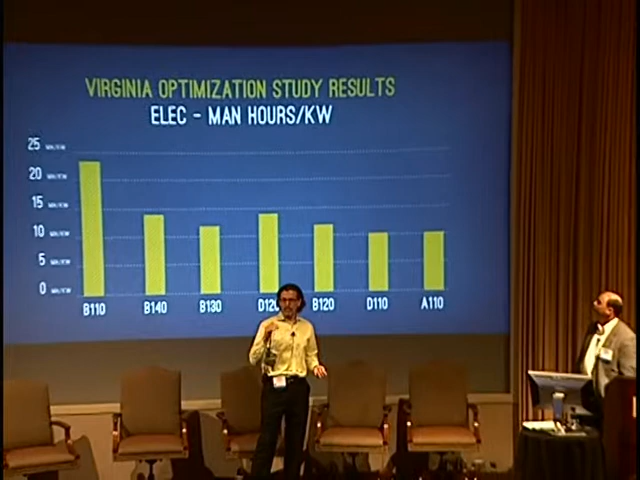 VIRGINIA OPTIMIZATION STUDY RESULTS
ELEC - MAN HOURS/KW
25
20
15
10
5
0
B110 B140 B130 B120 D110 A110